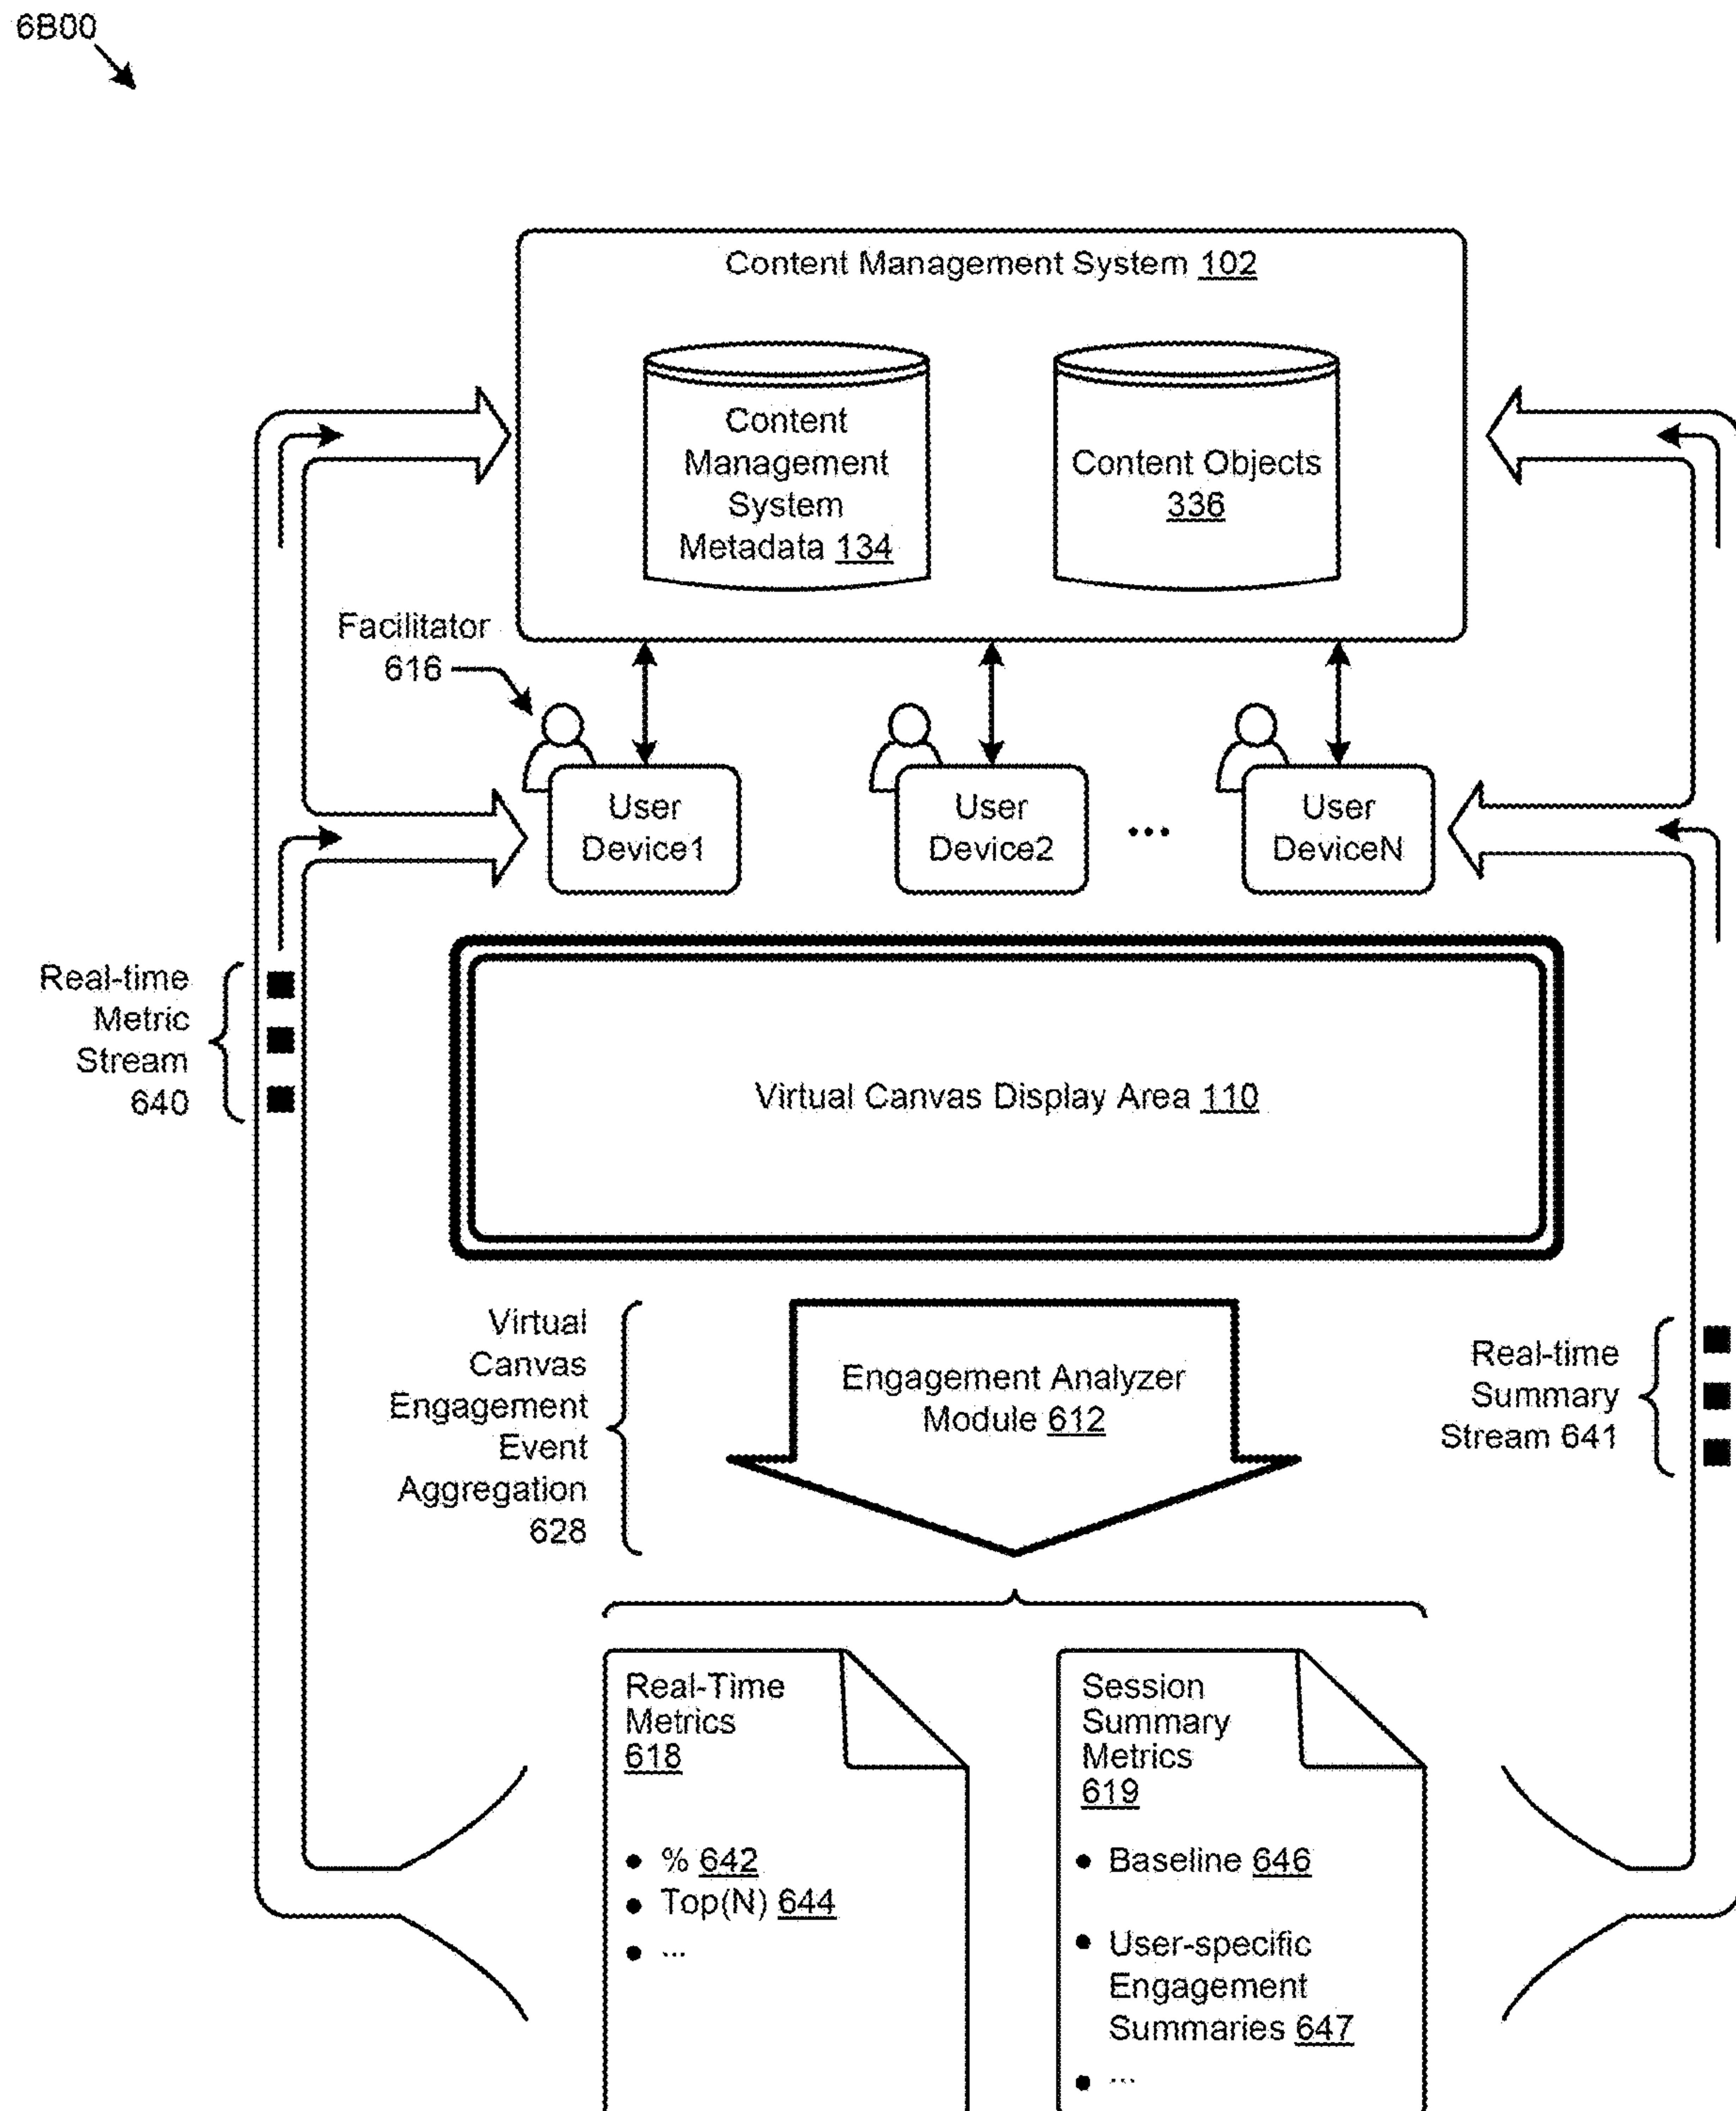 6B00
Content Management System 102
Content
Management
System
Metadata 134
Content Objects
336
Facilitator
616
User
Device1
User
Device2
...
User
DeviceN
Real-time
Metric
Stream
640
Virtual Canvas Display Area 110
Virtual
Canvas
Engagement
Event
Aggregation
628
Engagement Analyzer
Module 612
Real-time
Summary
Stream 641
Real-Time
Metrics
618
• % 642
• Top(N) 644
• ...
Session
Summary
Metrics
619
• Baseline 646
• User-specific
Engagement
Summaries 647
• ...